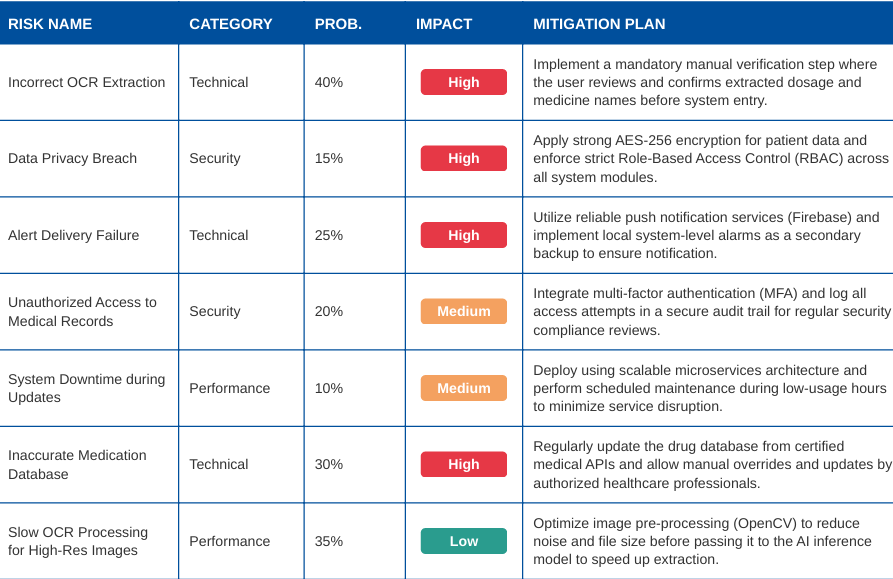 RISK NAME CATEGORY PROB. IMPACT MITIGATION PLAN
Incorrect OCR Extraction Technical 40% High Implement a mandatory manual verification step where
the user reviews and confirms extracted dosage and
medicine names before system entry.
Data Privacy Breach Security 15% High Apply strong AES-256 encryption for patient data and
enforce strict Role-Based Access Control (RBAC) across
all system modules.
Alert Delivery Failure Technical 25% High Utilize reliable push notification services (Firebase) and
implement local system-level alarms as a secondary
backup to ensure notification.
Unauthorized Access to
Medical Records Security 20% Medium Integrate multi-factor authentication (MFA) and log all
access attempts in a secure audit trail for regular security
compliance reviews.
System Downtime during
Updates Performance 10% Medium Deploy using scalable microservices architecture and
perform scheduled maintenance during low-usage hours
to minimize service disruption.
Inaccurate Medication
Database Technical 30% High Regularly update the drug database from certified
medical APIs and allow manual overrides and updates by
authorized healthcare professionals.
Slow OCR Processing
for High-Res Images Performance 35% Low Optimize image pre-processing (OpenCV) to reduce
noise and file size before passing it to the AI inference
model to speed up extraction.